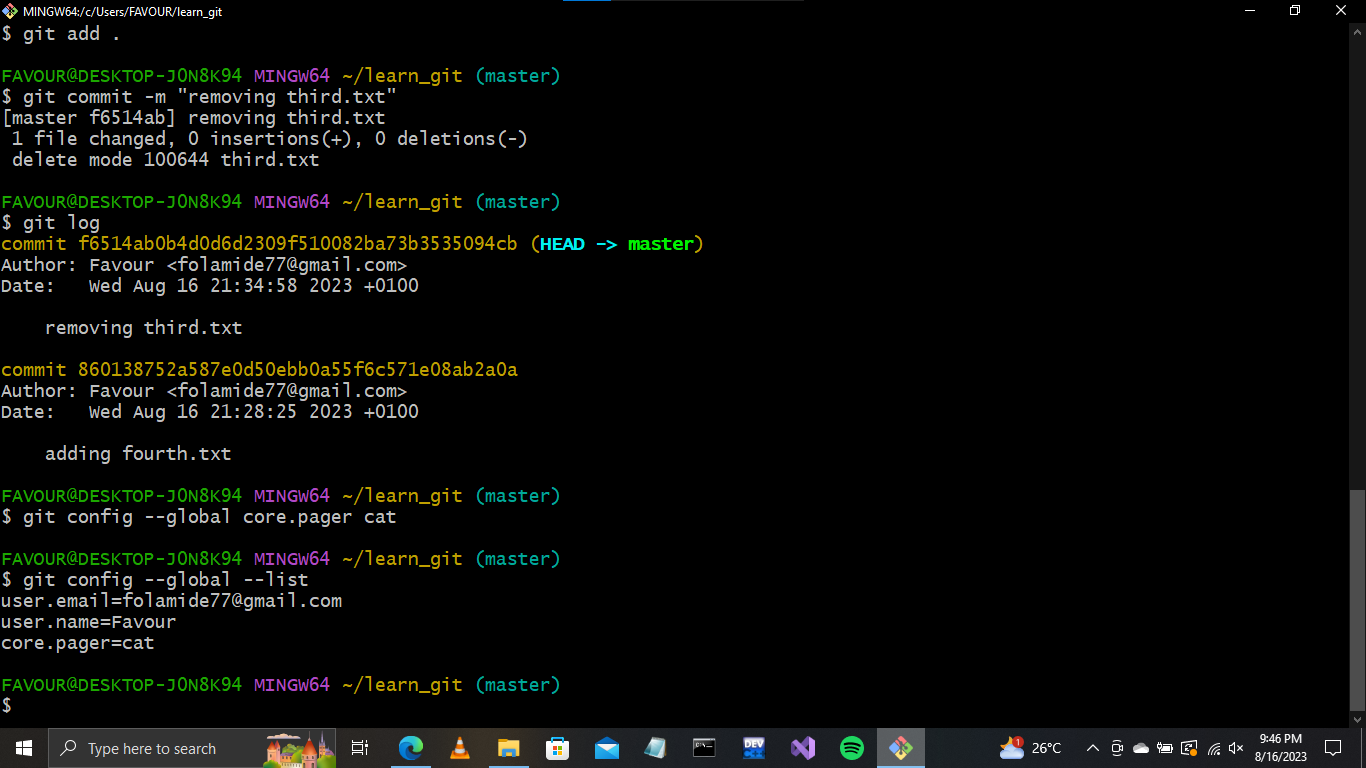 MINGW64:/c/Users/FAVOUR/learn_git
$ git add .
FAVOUR@DESKTOP-J0N8K94 MINGW64 ~/learn_git (master)
$ git commit -m "removing third.txt"
[master f6514ab] removing third.txt
 1 file changed, 0 insertions(+), 0 deletions(-)
 delete mode 100644 third.txt
FAVOUR@DESKTOP-J0N8K94 MINGW64 ~/learn_git (master)
$ git log
commit f6514ab0b4d0d6d2309f510082ba73b3535094cb (HEAD -> master)
Author: Favour <folamide77@gmail.com>
Date:   Wed Aug 16 21:34:58 2023 +0100
    removing third.txt
commit 860138752a587e0d50ebb0a55f6c571e08ab2a0a
Author: Favour <folamide77@gmail.com>
Date:   Wed Aug 16 21:28:25 2023 +0100
    adding fourth.txt
FAVOUR@DESKTOP-J0N8K94 MINGW64 ~/learn_git (master)
$ git config --global core.pager cat
FAVOUR@DESKTOP-J0N8K94 MINGW64 ~/learn_git (master)
$ git config --global --list
user.email=folamide77@gmail.com
user.name=Favour
core.pager=cat
FAVOUR@DESKTOP-J0N8K94 MINGW64 ~/learn_git (master)
$
Type here to search
DEV
1
26°C
9:46 PM
8/16/2023